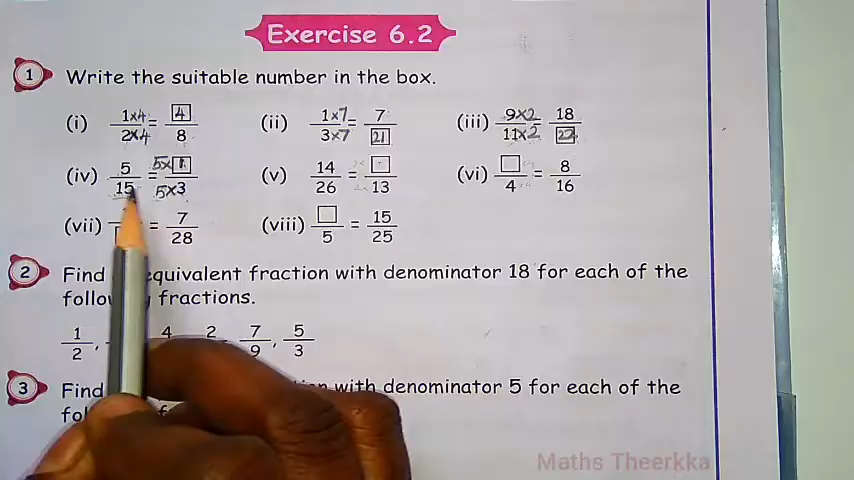 Exercise 6.2
1 Write the suitable number in the box.
(i) 1×4/2×4 = 4/8 (ii) 1×7/3×7 = 7/21 (iii) 9×2/11×2 = 18/22
(iv) 5/15 = 5×1/5×3 (v) 14/26 = □/13 (vi) □/4 = 8/16
(vii) = 7/28 (viii) □/5 = 15/25
2 Find equivalent fraction with denominator 18 for each of the
following fractions.
1/2, 4 2 7/9, 5/3
3 Find with denominator 5 for each of the
Maths Theerkka